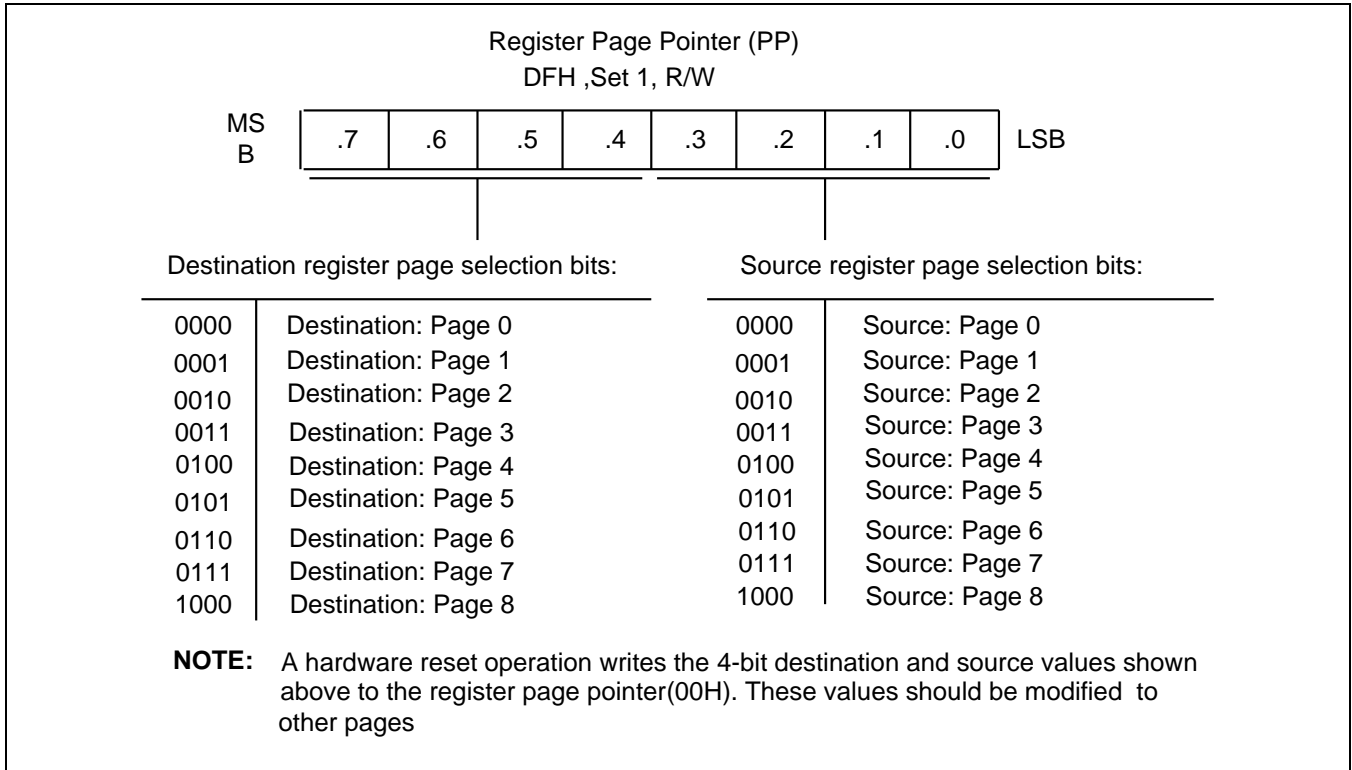 Register Page Pointer (PP)
DFH ,Set 1, R/W
MS
B
.7 .6 .5 .4 .3 .2 .1 .0 LSB
Destination register page selection bits:
0000 Destination: Page 0
0001 Destination: Page 1
0010 Destination: Page 2
0011 Destination: Page 3
0100 Destination: Page 4
0101 Destination: Page 5
0110 Destination: Page 6
0111 Destination: Page 7
1000 Destination: Page 8
Source register page selection bits:
0000 Source: Page 0
0001 Source: Page 1
0010 Source: Page 2
0011 Source: Page 3
0100 Source: Page 4
0101 Source: Page 5
0110 Source: Page 6
0111 Source: Page 7
1000 Source: Page 8
NOTE: A hardware reset operation writes the 4-bit destination and source values shown
above to the register page pointer(00H). These values should be modified to
other pages